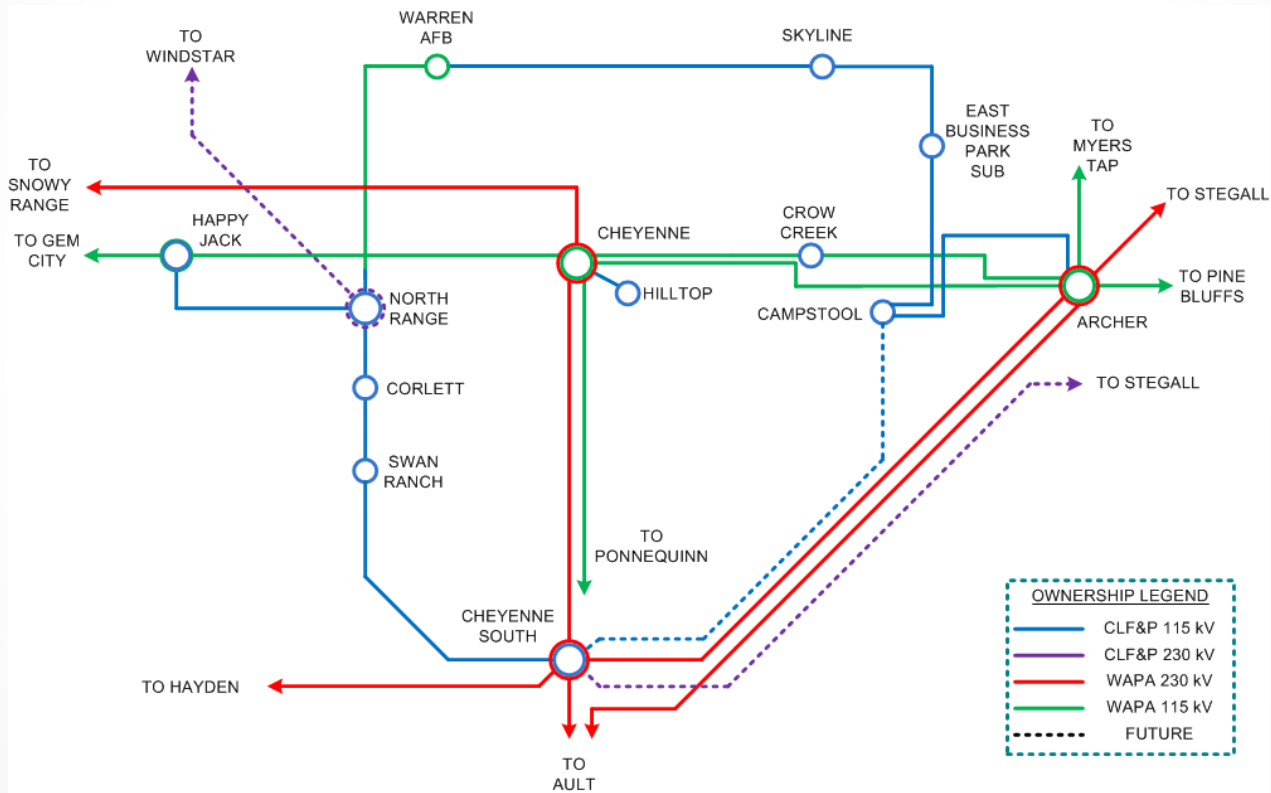 WARREN
AFB
SKYLINE
TO
WINDSTAR
EAST
BUSINESS
PARK
SUB
TO
MYERS
TAP
TO
SNOWY
RANGE
TO STEGALL
HAPPY
JACK
CROW
CREEK
TO GEM
CITY
CHEYENNE
TO PINE
BLUFFS
NORTH
RANGE
HILLTOP
CAMPSTOOL
ARCHER
CORLETT
TO STEGALL
SWAN
RANCH
TO
PONNEQUINN
CHEYENNE
SOUTH
TO HAYDEN
TO
AULT
OWNERSHIP LEGEND
CLF&P 115 kV
CLF&P 230 kV
WAPA 230 kV
WAPA 115 kV
FUTURE